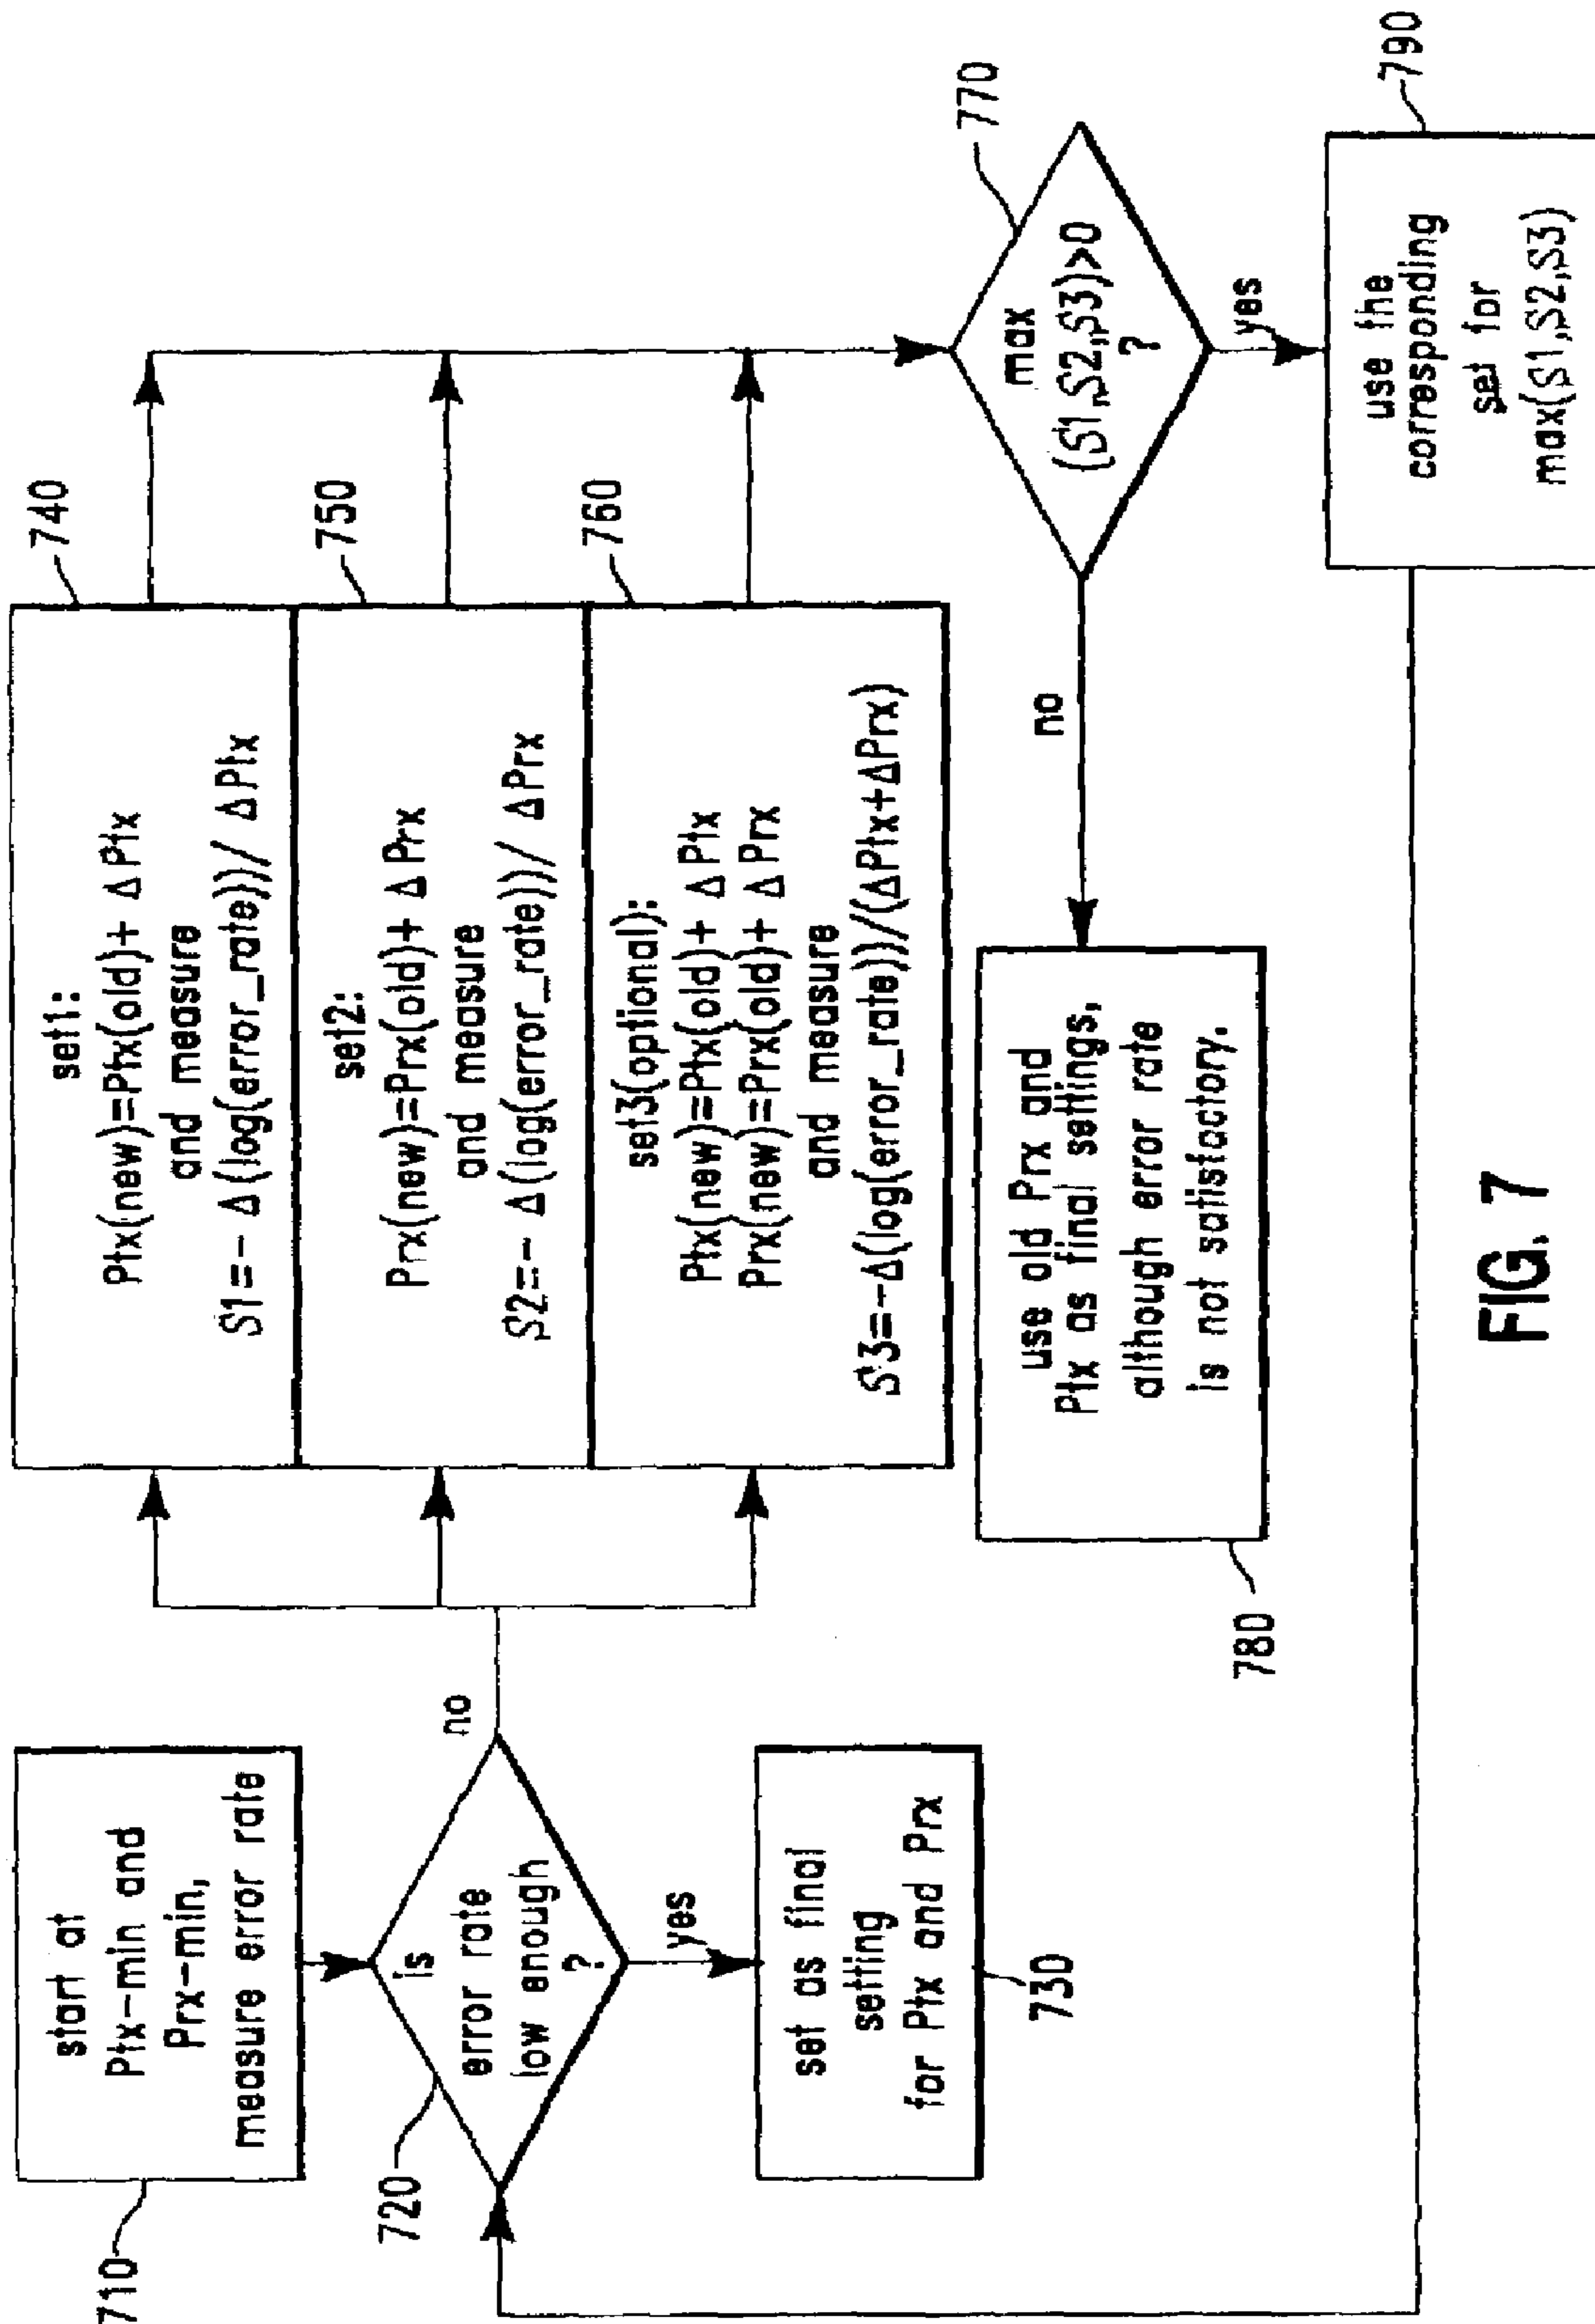 710
start at
Ptx-min and
Prx-min,
measure error rate
720
is
error rate
low enough
?
no
yes
set as final
setting
for Ptx and Prx
730
740
set1:
Ptx(new)=Ptx(old)+ ΔPtx
and measure
S1=- Δ(log(error_rate))/ ΔPtx
750
set2:
Prx(new)=Prx(old)+ ΔPrx
and measure
S2=- Δ(log(error_rate))/ ΔPrx
760
set3(optional):
Ptx(new)=Ptx(old)+ ΔPtx
Prx(new)=Prx(old)+ ΔPrx
and measure
S3=-Δ(log(error_rate))/(ΔPtx+ΔPrx)
770
max
(S1,S2,S3)>0
?
no
yes
use old Prx and
Ptx as final settings,
although error rate
is not satisfactory.
780
790
use the
corresponding
set for
max(S1,S2,S3)
FIG. 7